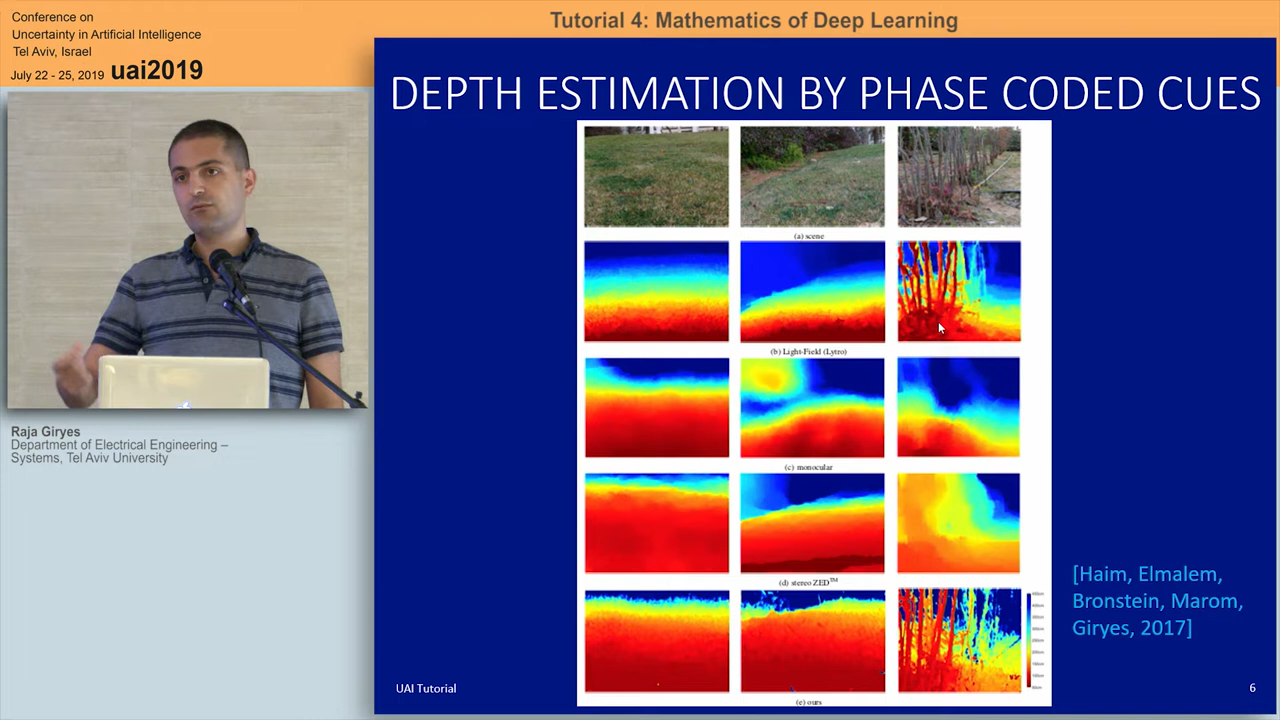 Conference on
Uncertainty in Artificial Intelligence
Tel Aviv, Israel
July 22 - 25, 2019 uai2019
Tutorial 4: Mathematics of Deep Learning
DEPTH ESTIMATION BY PHASE CODED CUES
(a) scene
(b) Light-Field (Lytro)
(c) monocular
(d) stereo ZED™
(e) ours
[Haim, Elmalem,
Bronstein, Marom,
Giryes, 2017]
Raja Giryes
Department of Electrical Engineering –
Systems, Tel Aviv University
UAI Tutorial
6